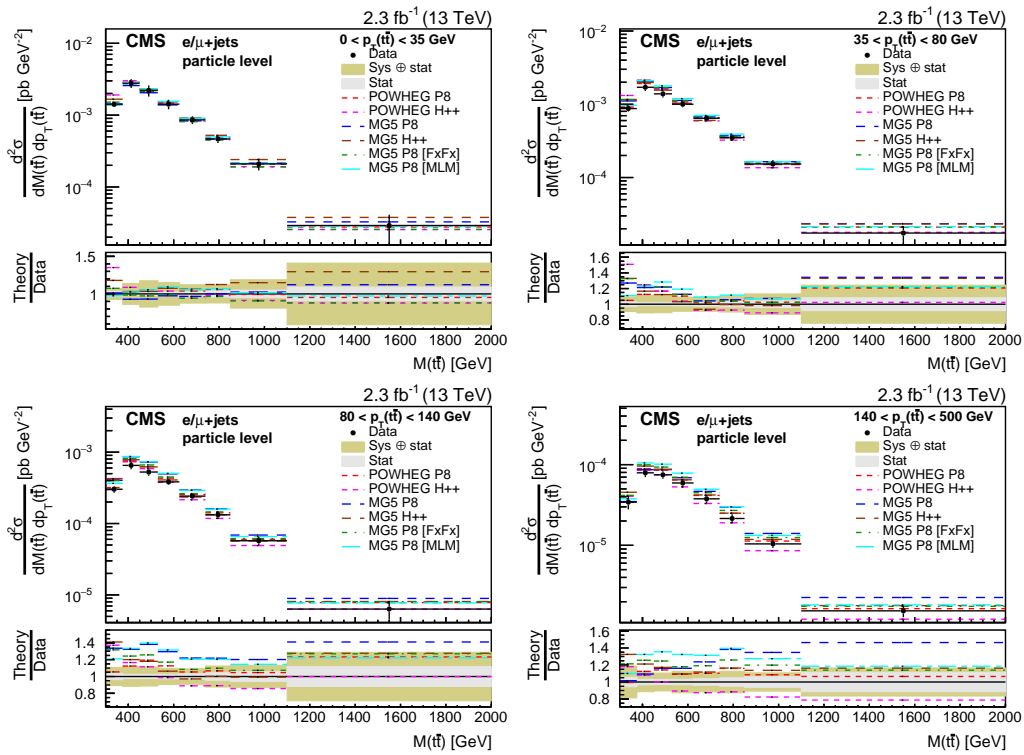 2.3 fb⁻¹ (13 TeV)
CMS e/μ+jets particle level
0 < p_T(tt̄) < 35 GeV
Data
Sys ⊕ stat
Stat
POWHEG P8
POWHEG H++
MG5 P8
MG5 H++
MG5 P8 [FxFx]
MG5 P8 [MLM]
d²σ / dM(tt̄) dp_T(tt̄) [pb GeV⁻²]
10⁻²
10⁻³
10⁻⁴
Theory / Data
1.5
1
400 600 800 1000 1200 1400 1600 1800 2000
M(tt̄) [GeV]
2.3 fb⁻¹ (13 TeV)
CMS e/μ+jets particle level
35 < p_T(tt̄) < 80 GeV
Data
Sys ⊕ stat
Stat
POWHEG P8
POWHEG H++
MG5 P8
MG5 H++
MG5 P8 [FxFx]
MG5 P8 [MLM]
d²σ / dM(tt̄) dp_T(tt̄) [pb GeV⁻²]
10⁻²
10⁻³
10⁻⁴
Theory / Data
1.6
1.4
1.2
1
0.8
400 600 800 1000 1200 1400 1600 1800 2000
M(tt̄) [GeV]
2.3 fb⁻¹ (13 TeV)
CMS e/μ+jets particle level
80 < p_T(tt̄) < 140 GeV
Data
Sys ⊕ stat
Stat
POWHEG P8
POWHEG H++
MG5 P8
MG5 H++
MG5 P8 [FxFx]
MG5 P8 [MLM]
d²σ / dM(tt̄) dp_T(tt̄) [pb GeV⁻²]
10⁻³
10⁻⁴
10⁻⁵
Theory / Data
1.4
1.2
1
0.8
400 600 800 1000 1200 1400 1600 1800 2000
M(tt̄) [GeV]
2.3 fb⁻¹ (13 TeV)
CMS e/μ+jets particle level
140 < p_T(tt̄) < 500 GeV
Data
Sys ⊕ stat
Stat
POWHEG P8
POWHEG H++
MG5 P8
MG5 H++
MG5 P8 [FxFx]
MG5 P8 [MLM]
d²σ / dM(tt̄) dp_T(tt̄) [pb GeV⁻²]
10⁻⁴
10⁻⁵
Theory / Data
1.6
1.4
1.2
1
0.8
400 600 800 1000 1200 1400 1600 1800 2000
M(tt̄) [GeV]